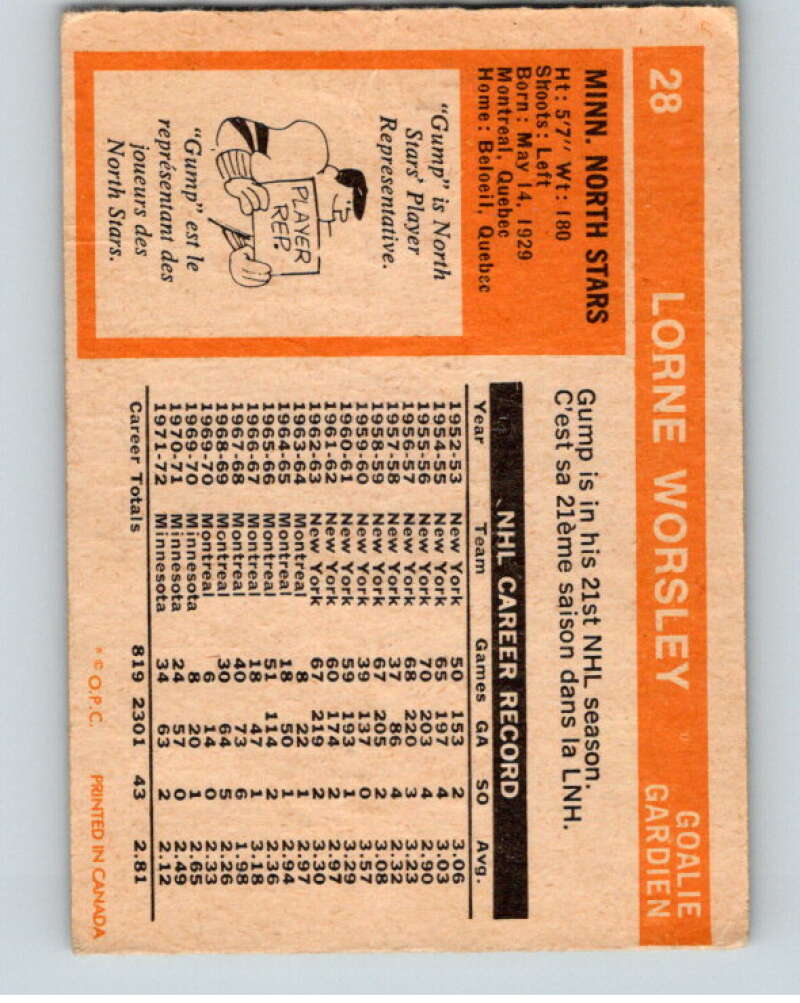 28 LORNE WORSLEY GOALIE
GARDIEN
MINN. NORTH STARS
Ht: 5'7" Wt: 180
Shoots: Left
Born: May 14, 1929
Montreal, Quebec
Home: Beloeil, Quebec
"Gump" is North
Stars' Player
Representative.
PLAYER
REP.
"Gump" est le
représentant des
joueurs des
North Stars.
Gump is in his 21st NHL season.
C'est sa 21ème saison dans la LNH.
NHL CAREER RECORD
Year Team Games GA SO Avg.
1952-53 New York 50 153 2 3.06
1954-55 New York 65 197 4 3.03
1955-56 New York 70 203 4 2.90
1956-57 New York 68 220 3 3.23
1957-58 New York 37 86 4 2.32
1958-59 New York 67 205 2 3.08
1959-60 New York 39 137 0 3.57
1960-61 New York 59 193 1 3.29
1961-62 New York 60 174 2 2.97
1962-63 New York 67 219 2 3.30
1963-64 Montreal 8 22 1 2.97
1964-65 Montreal 18 50 1 2.94
1965-66 Montreal 51 114 2 2.36
1966-67 Montreal 18 47 1 3.18
1967-68 Montreal 40 73 6 1.98
1968-69 Montreal 30 64 5 2.26
1969-70 Montreal 6 14 0 2.33
1969-70 Minnesota 8 20 1 2.65
1970-71 Minnesota 24 57 0 2.49
1971-72 Minnesota 34 63 2 2.12
Career Totals 819 2301 43 2.81
* © O.P.C. PRINTED IN CANADA